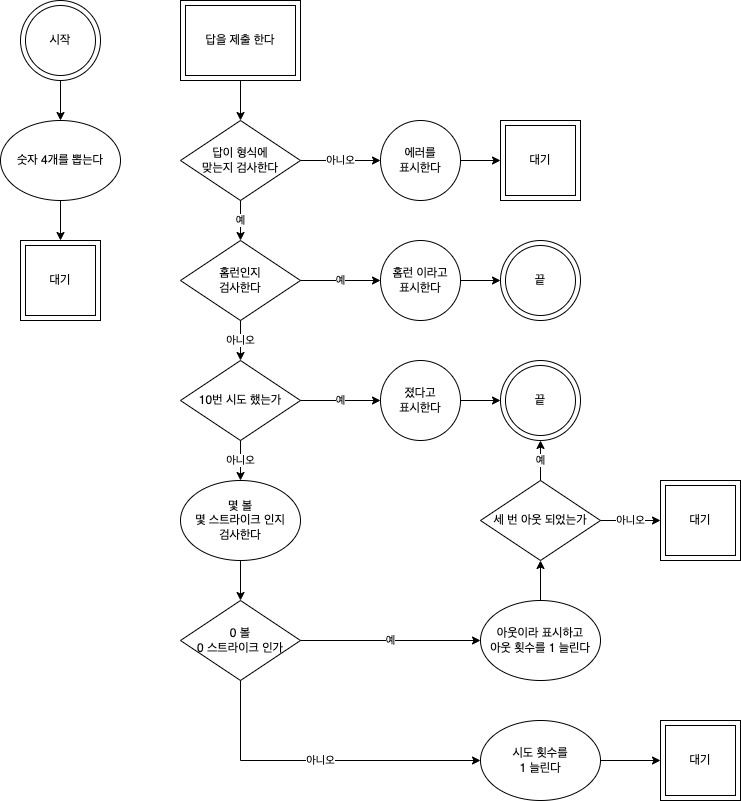 시작
숫자 4개를 뽑는다
대기
답을 제출 한다
답이 형식에
맞는지 검사한다
아니오
에러를
표시한다
대기
예
홈런인지
검사한다
예
홈런 이라고
표시한다
끝
아니오
10번 시도 했는가
예
졌다고
표시한다
끝
아니오
몇 볼
몇 스트라이크 인지
검사한다
예
세 번 아웃 되었는가
아니오
대기
0 볼
0 스트라이크 인가
예
아웃이라 표시하고
아웃 횟수를 1 늘린다
아니오
시도 횟수를
1 늘린다
대기